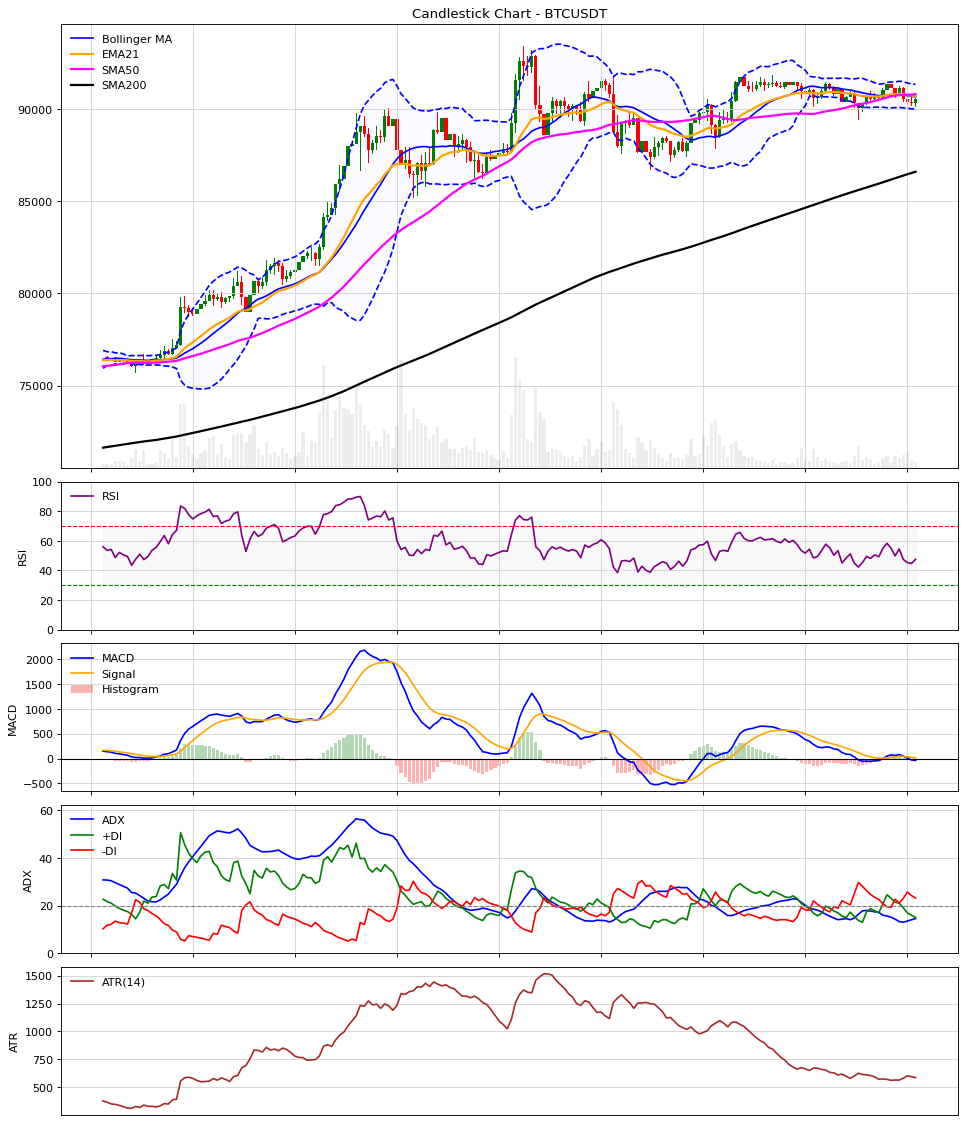 Candlestick Chart - BTCUSDT
Bollinger MA
EMA21
SMA50
SMA200
90000
85000
80000
75000
RSI
RSI
100
80
60
40
20
0
MACD
MACD
Signal
Histogram
2000
1500
1000
500
0
−500
ADX
ADX
+DI
-DI
60
40
20
0
ATR
ATR(14)
1500
1250
1000
750
500